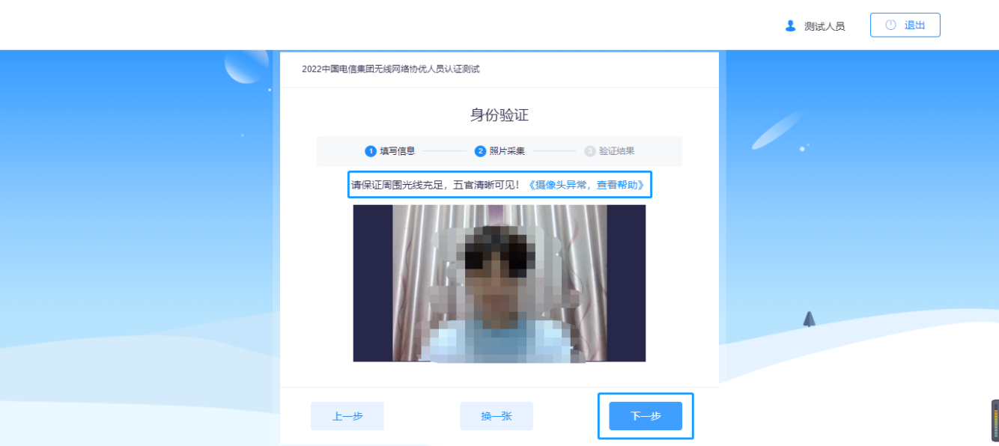 测试人员
退出
2022中国电信集团无线网络协优人员认证测试
身份验证
1 填写信息 2 照片采集 3 验证结果
请保证周围光线充足，五官清晰可见！《摄像头异常，查看帮助》
上一步 换一张 下一步